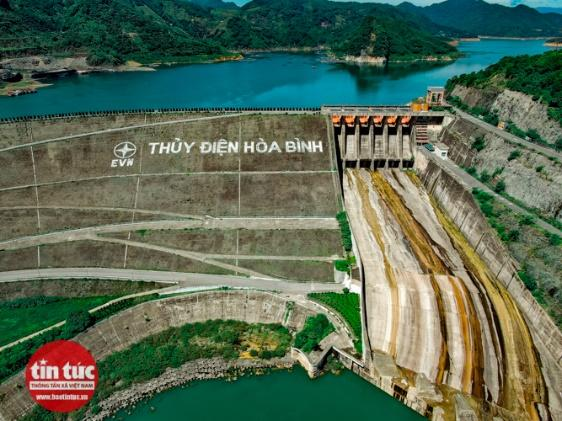 THỦY ĐIỆN HÒA BÌNH
EVN
tin tức
THÔNG TẤN XÃ VIỆT NAM
www.baotintuc.vn